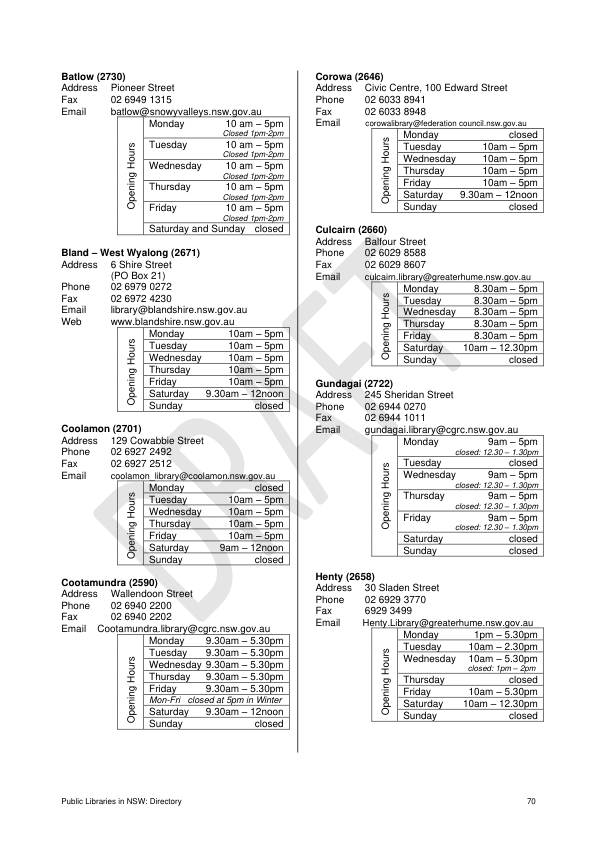 Batlow (2730)
Address Pioneer Street
Fax 02 6949 1315
Email batlow@snowyvalleys.nsw.gov.au
Opening Hours
Monday 10 am – 5pm
Closed 1pm-2pm
Tuesday 10 am – 5pm
Closed 1pm-2pm
Wednesday 10 am – 5pm
Closed 1pm-2pm
Thursday 10 am – 5pm
Closed 1pm-2pm
Friday 10 am – 5pm
Closed 1pm-2pm
Saturday and Sunday closed
Bland – West Wyalong (2671)
Address 6 Shire Street
(PO Box 21)
Phone 02 6979 0272
Fax 02 6972 4230
Email library@blandshire.nsw.gov.au
Web www.blandshire.nsw.gov.au
Opening Hours
Monday 10am – 5pm
Tuesday 10am – 5pm
Wednesday 10am – 5pm
Thursday 10am – 5pm
Friday 10am – 5pm
Saturday 9.30am – 12noon
Sunday closed
Coolamon (2701)
Address 129 Cowabbie Street
Phone 02 6927 2492
Fax 02 6927 2512
Email coolamon_library@coolamon.nsw.gov.au
Opening Hours
Monday closed
Tuesday 10am – 5pm
Wednesday 10am – 5pm
Thursday 10am – 5pm
Friday 10am – 5pm
Saturday 9am – 12noon
Sunday closed
Cootamundra (2590)
Address Wallendoon Street
Phone 02 6940 2200
Fax 02 6940 2202
Email Cootamundra.library@cgrc.nsw.gov.au
Opening Hours
Monday 9.30am – 5.30pm
Tuesday 9.30am – 5.30pm
Wednesday 9.30am – 5.30pm
Thursday 9.30am – 5.30pm
Friday 9.30am – 5.30pm
Mon-Fri closed at 5pm in Winter
Saturday 9.30am – 12noon
Sunday closed
Corowa (2646)
Address Civic Centre, 100 Edward Street
Phone 02 6033 8941
Fax 02 6033 8948
Email corowalibrary@federation council.nsw.gov.au
Opening Hours
Monday closed
Tuesday 10am – 5pm
Wednesday 10am – 5pm
Thursday 10am – 5pm
Friday 10am – 5pm
Saturday 9.30am – 12noon
Sunday closed
Culcairn (2660)
Address Balfour Street
Phone 02 6029 8588
Fax 02 6029 8607
Email culcairn.library@greaterhume.nsw.gov.au
Opening Hours
Monday 8.30am – 5pm
Tuesday 8.30am – 5pm
Wednesday 8.30am – 5pm
Thursday 8.30am – 5pm
Friday 8.30am – 5pm
Saturday 10am – 12.30pm
Sunday closed
Gundagai (2722)
Address 245 Sheridan Street
Phone 02 6944 0270
Fax 02 6944 1011
Email gundagai.library@cgrc.nsw.gov.au
Opening Hours
Monday 9am – 5pm
closed: 12.30 – 1.30pm
Tuesday closed
Wednesday 9am – 5pm
closed: 12.30 – 1.30pm
Thursday 9am – 5pm
closed: 12.30 – 1.30pm
Friday 9am – 5pm
closed: 12.30 – 1.30pm
Saturday closed
Sunday closed
Henty (2658)
Address 30 Sladen Street
Phone 02 6929 3770
Fax 6929 3499
Email Henty.Library@greaterhume.nsw.gov.au
Opening Hours
Monday 1pm – 5.30pm
Tuesday 10am – 2.30pm
Wednesday 10am – 5.30pm
closed: 1pm – 2pm
Thursday closed
Friday 10am – 5.30pm
Saturday 10am – 12.30pm
Sunday closed
DRAFT
Public Libraries in NSW: Directory 70